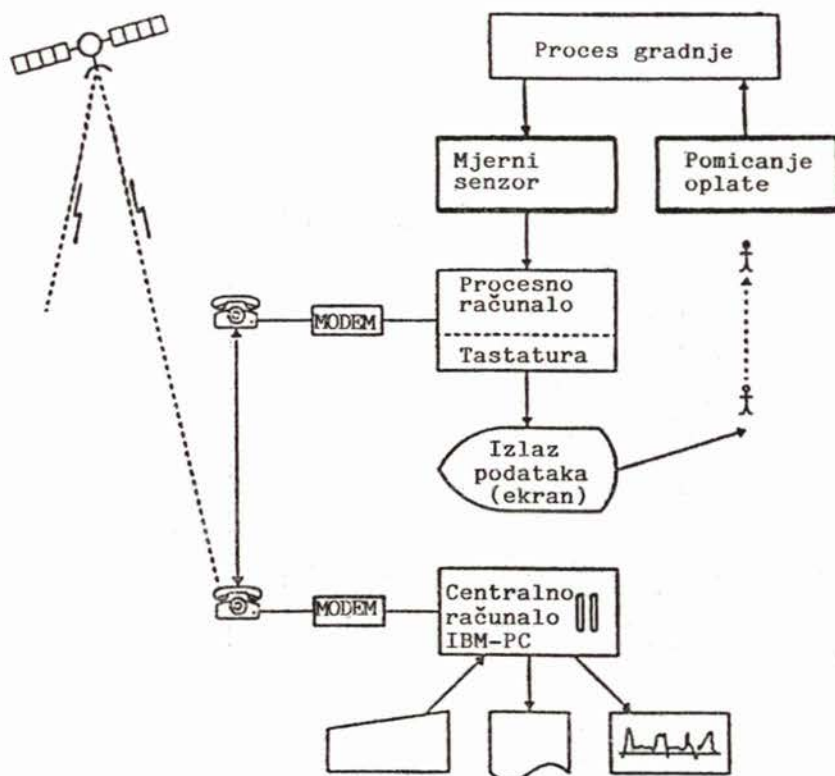 Proces gradnje
Mjerni
senzor
Pomicanje
oplate
Procesno
računalo
MODEM
Tastatura
Izlaz
podataka
(ekran)
Centralno
računalo
IBM-PC
MODEM